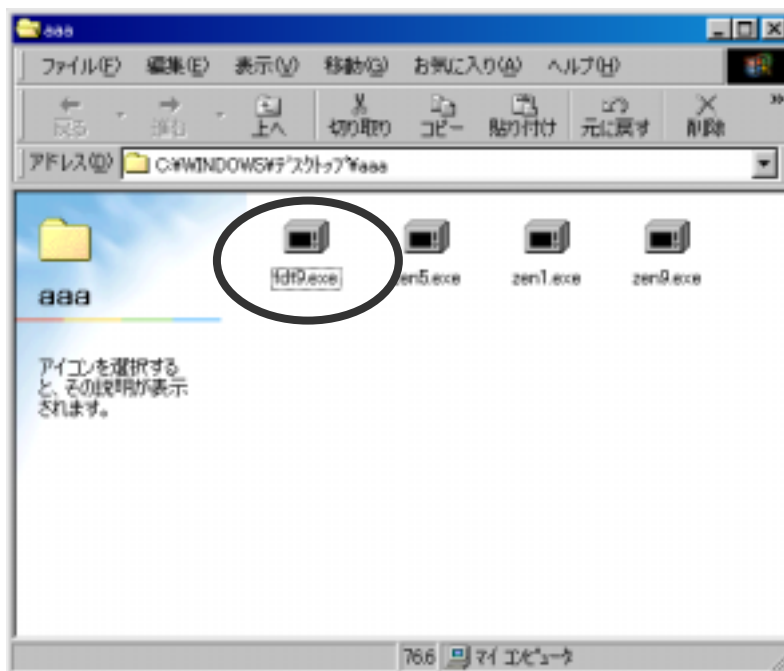 aaa
ファイル(F) 編集(E) 表示(V) 移動(G) お気に入り(A) ヘルプ(H)
戻る 進む 上へ 切り取り コピー 貼り付け 元に戻す 削除 »
アドレス(D) C:¥WINDOWS¥デスクトップ¥aaa
fdt9.exe zen5.exe zen1.exe zen9.exe
aaa
アイコンを選択する
と、その説明が表示
されます。
マイ コンピュータ